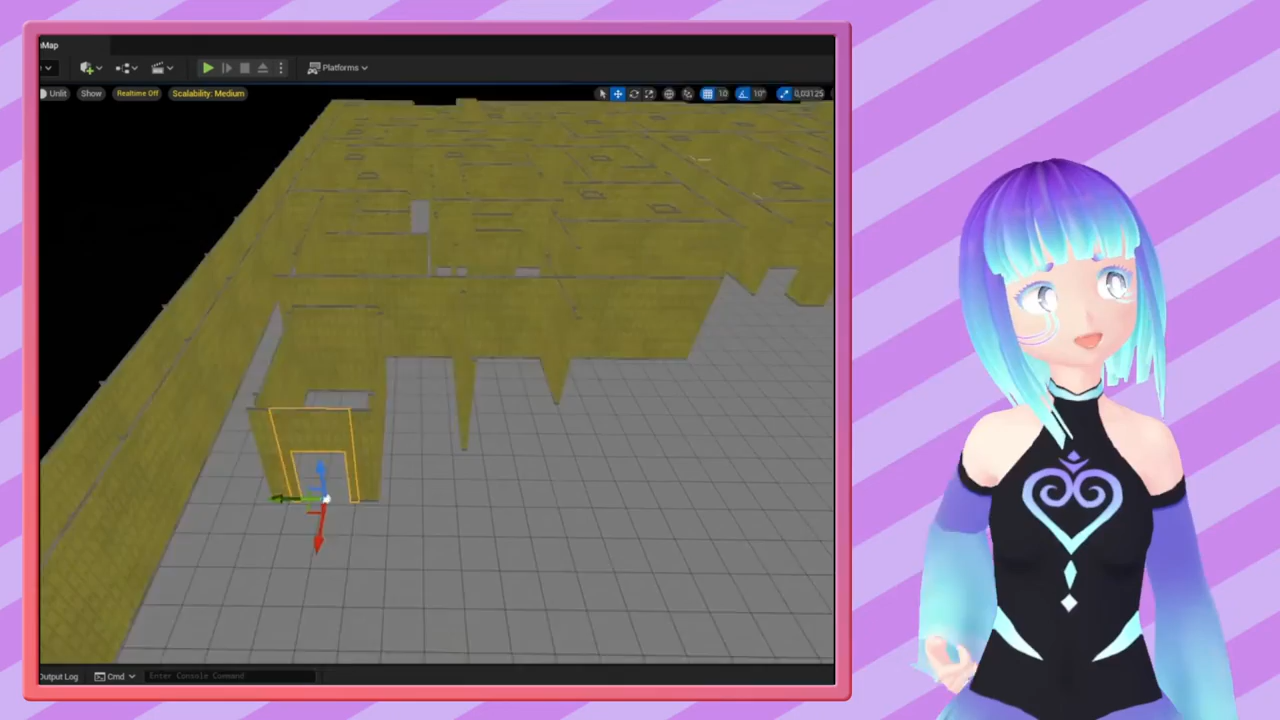 Map
Platforms
Unlit Show Realtime Off Scalability: Medium 10 10° 0,03125
Output Log Cmd Enter Console Command